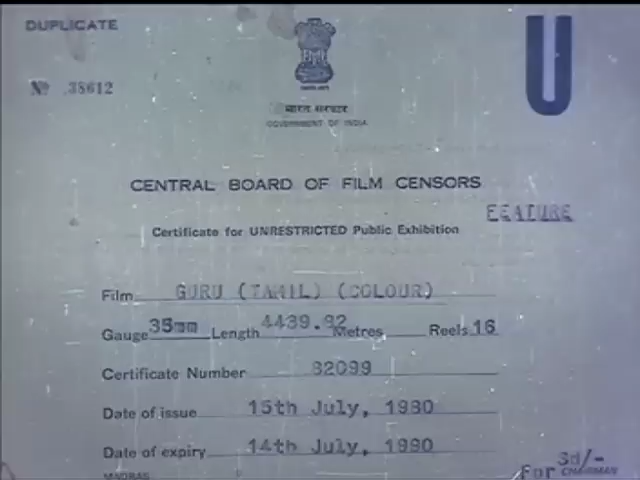 DUPLICATE
U
Nº 38612
भारत सरकार
GOVERNMENT OF INDIA
CENTRAL BOARD OF FILM CENSORS
FEATURE
Certificate for UNRESTRICTED Public Exhibition
Film GURU (TAMIL) (COLOUR)
Gauge 35mm Length 4439.92 Metres Reels 16
Certificate Number 82099
Date of issue 15th July, 1980
Date of expiry 14th July, 1990
MADRAS
Sd/-
For CHAIRMAN